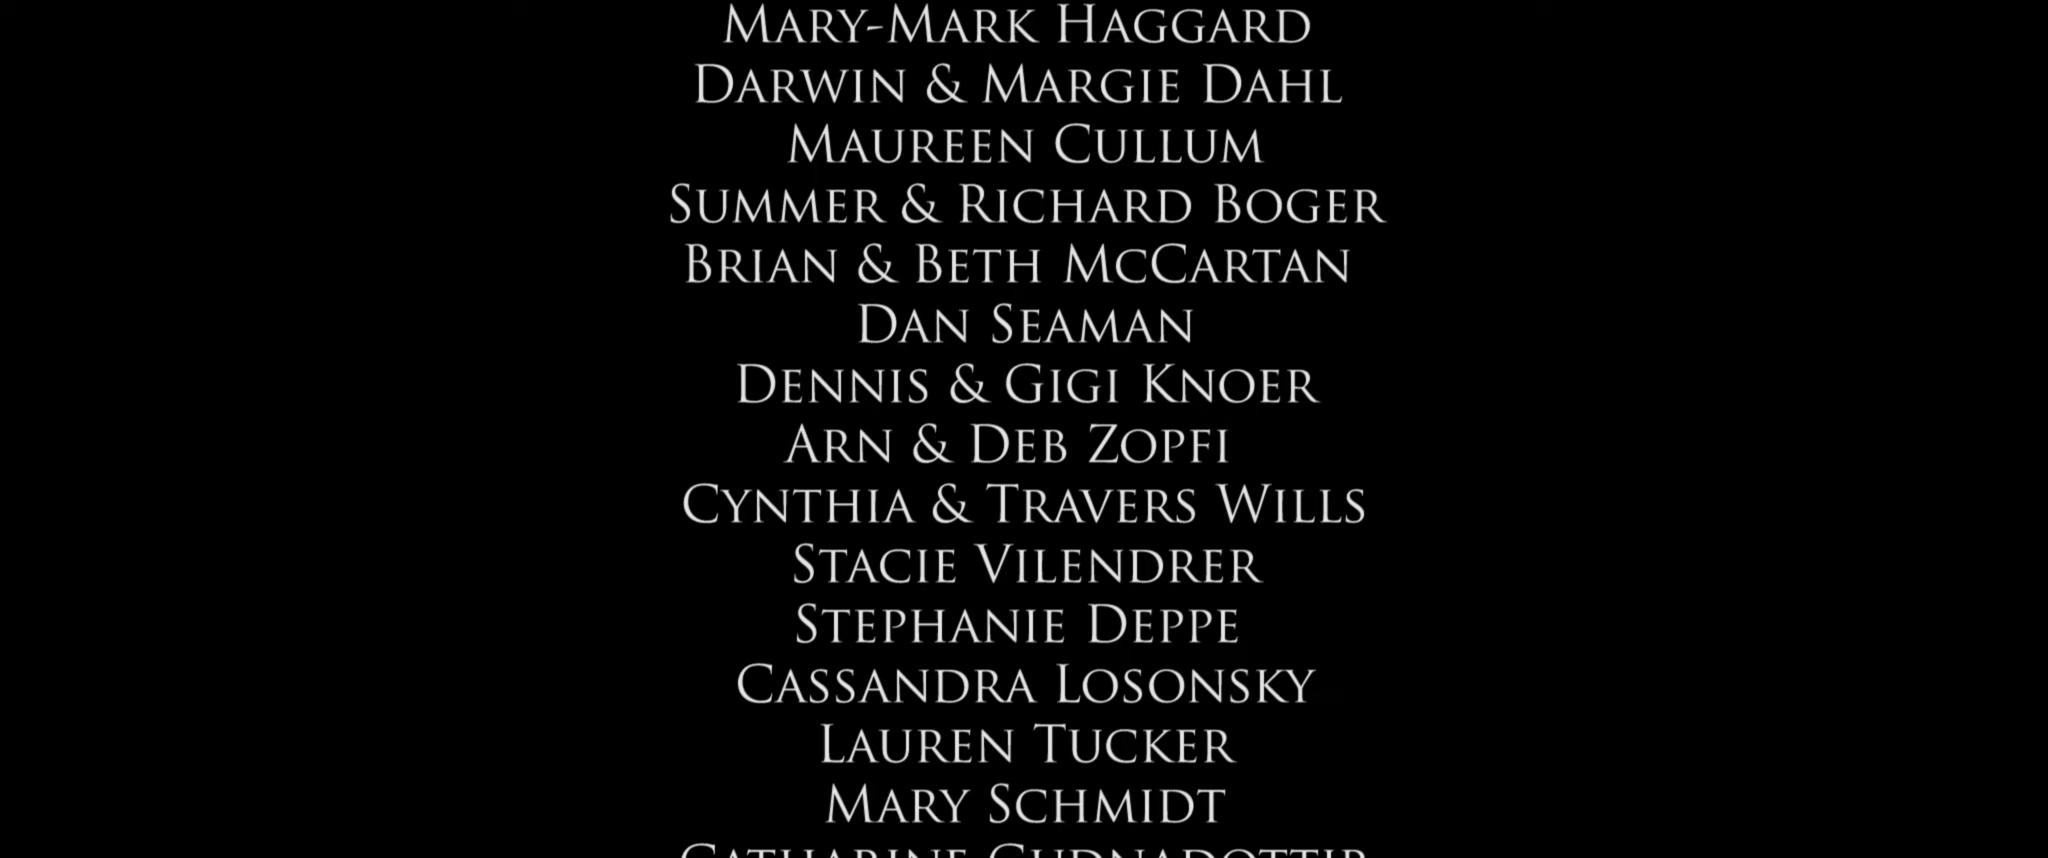 Mary-Mark Haggard
Darwin & Margie Dahl
Maureen Cullum
Summer & Richard Boger
Brian & Beth McCartan
Dan Seaman
Dennis & Gigi Knoer
Arn & Deb Zopfi
Cynthia & Travers Wills
Stacie Vilendrer
Stephanie Deppe
Cassandra Losonsky
Lauren Tucker
Mary Schmidt